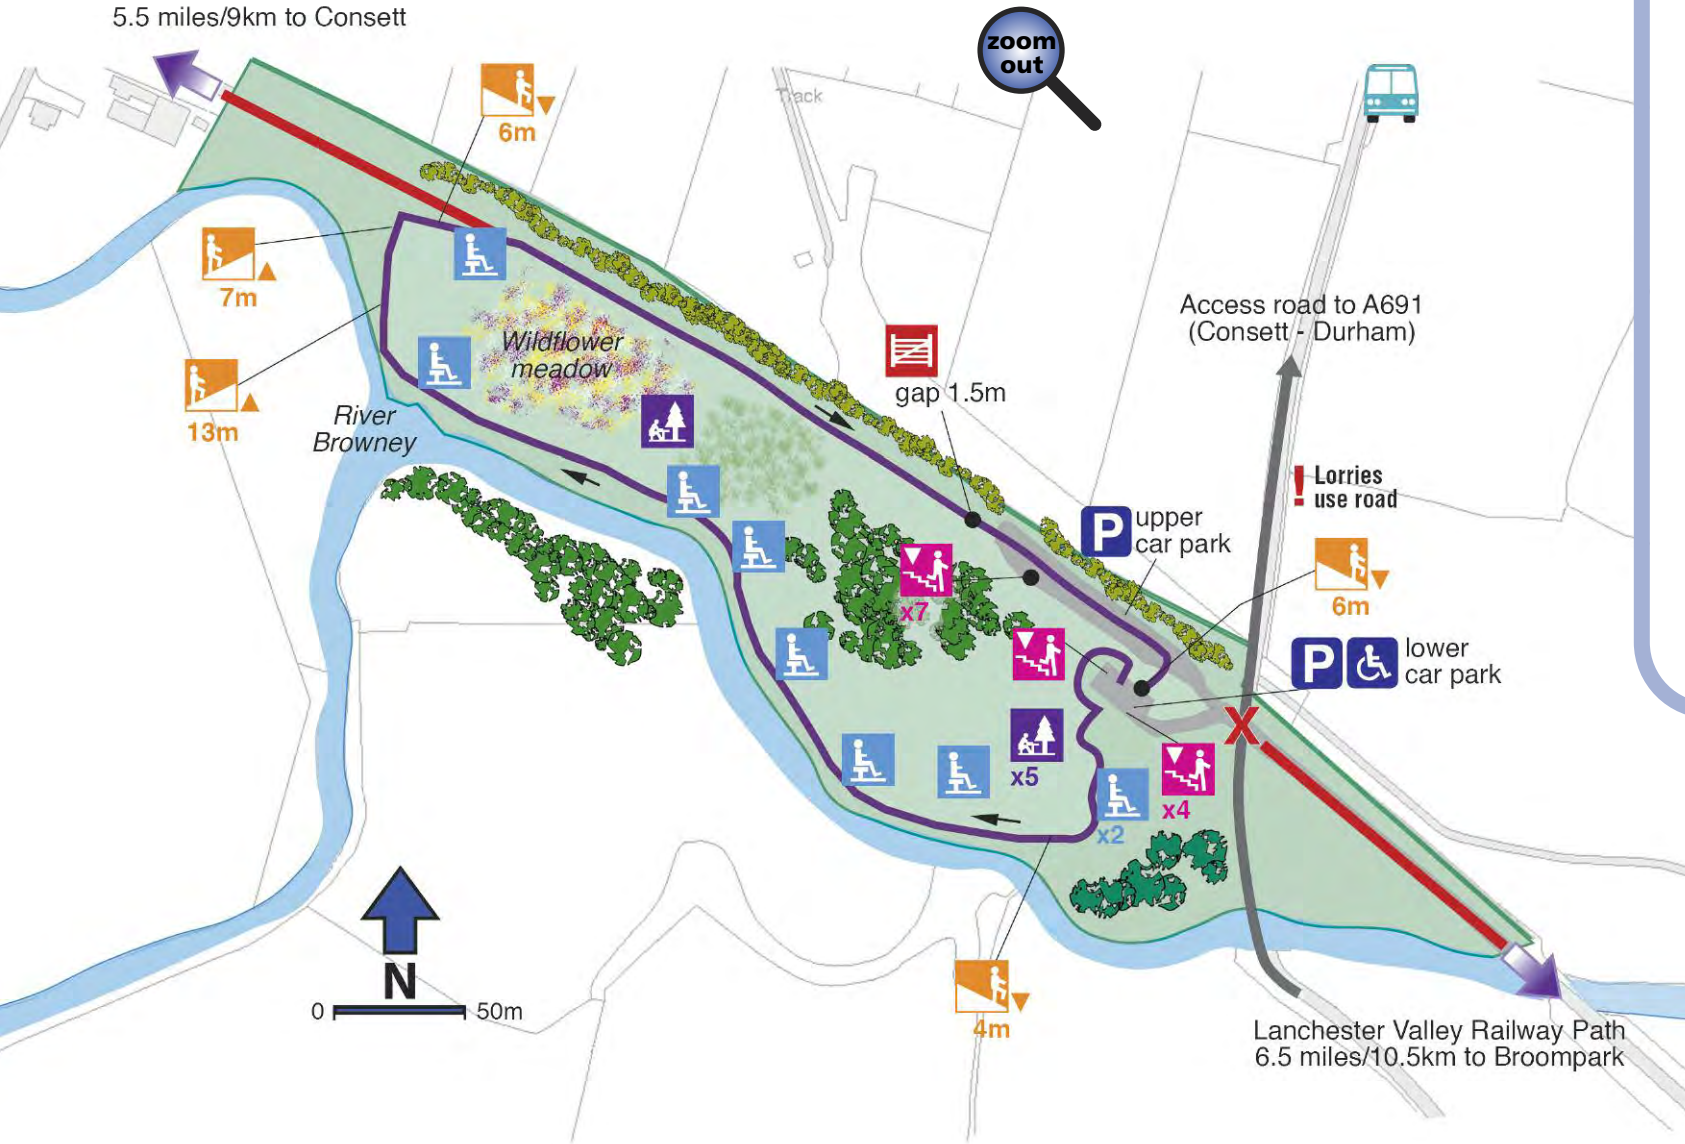 5.5 miles/9km to Consett
zoom
out
6m
Track
7m
Access road to A691
(Consett - Durham)
Wildflower
meadow
gap 1.5m
13m
River
Browney
! Lorries
use road
P upper
car park
x7
6m
P lower
car park
X
x5
x4
x2
N
0 50m
4m
Lanchester Valley Railway Path
6.5 miles/10.5km to Broompark